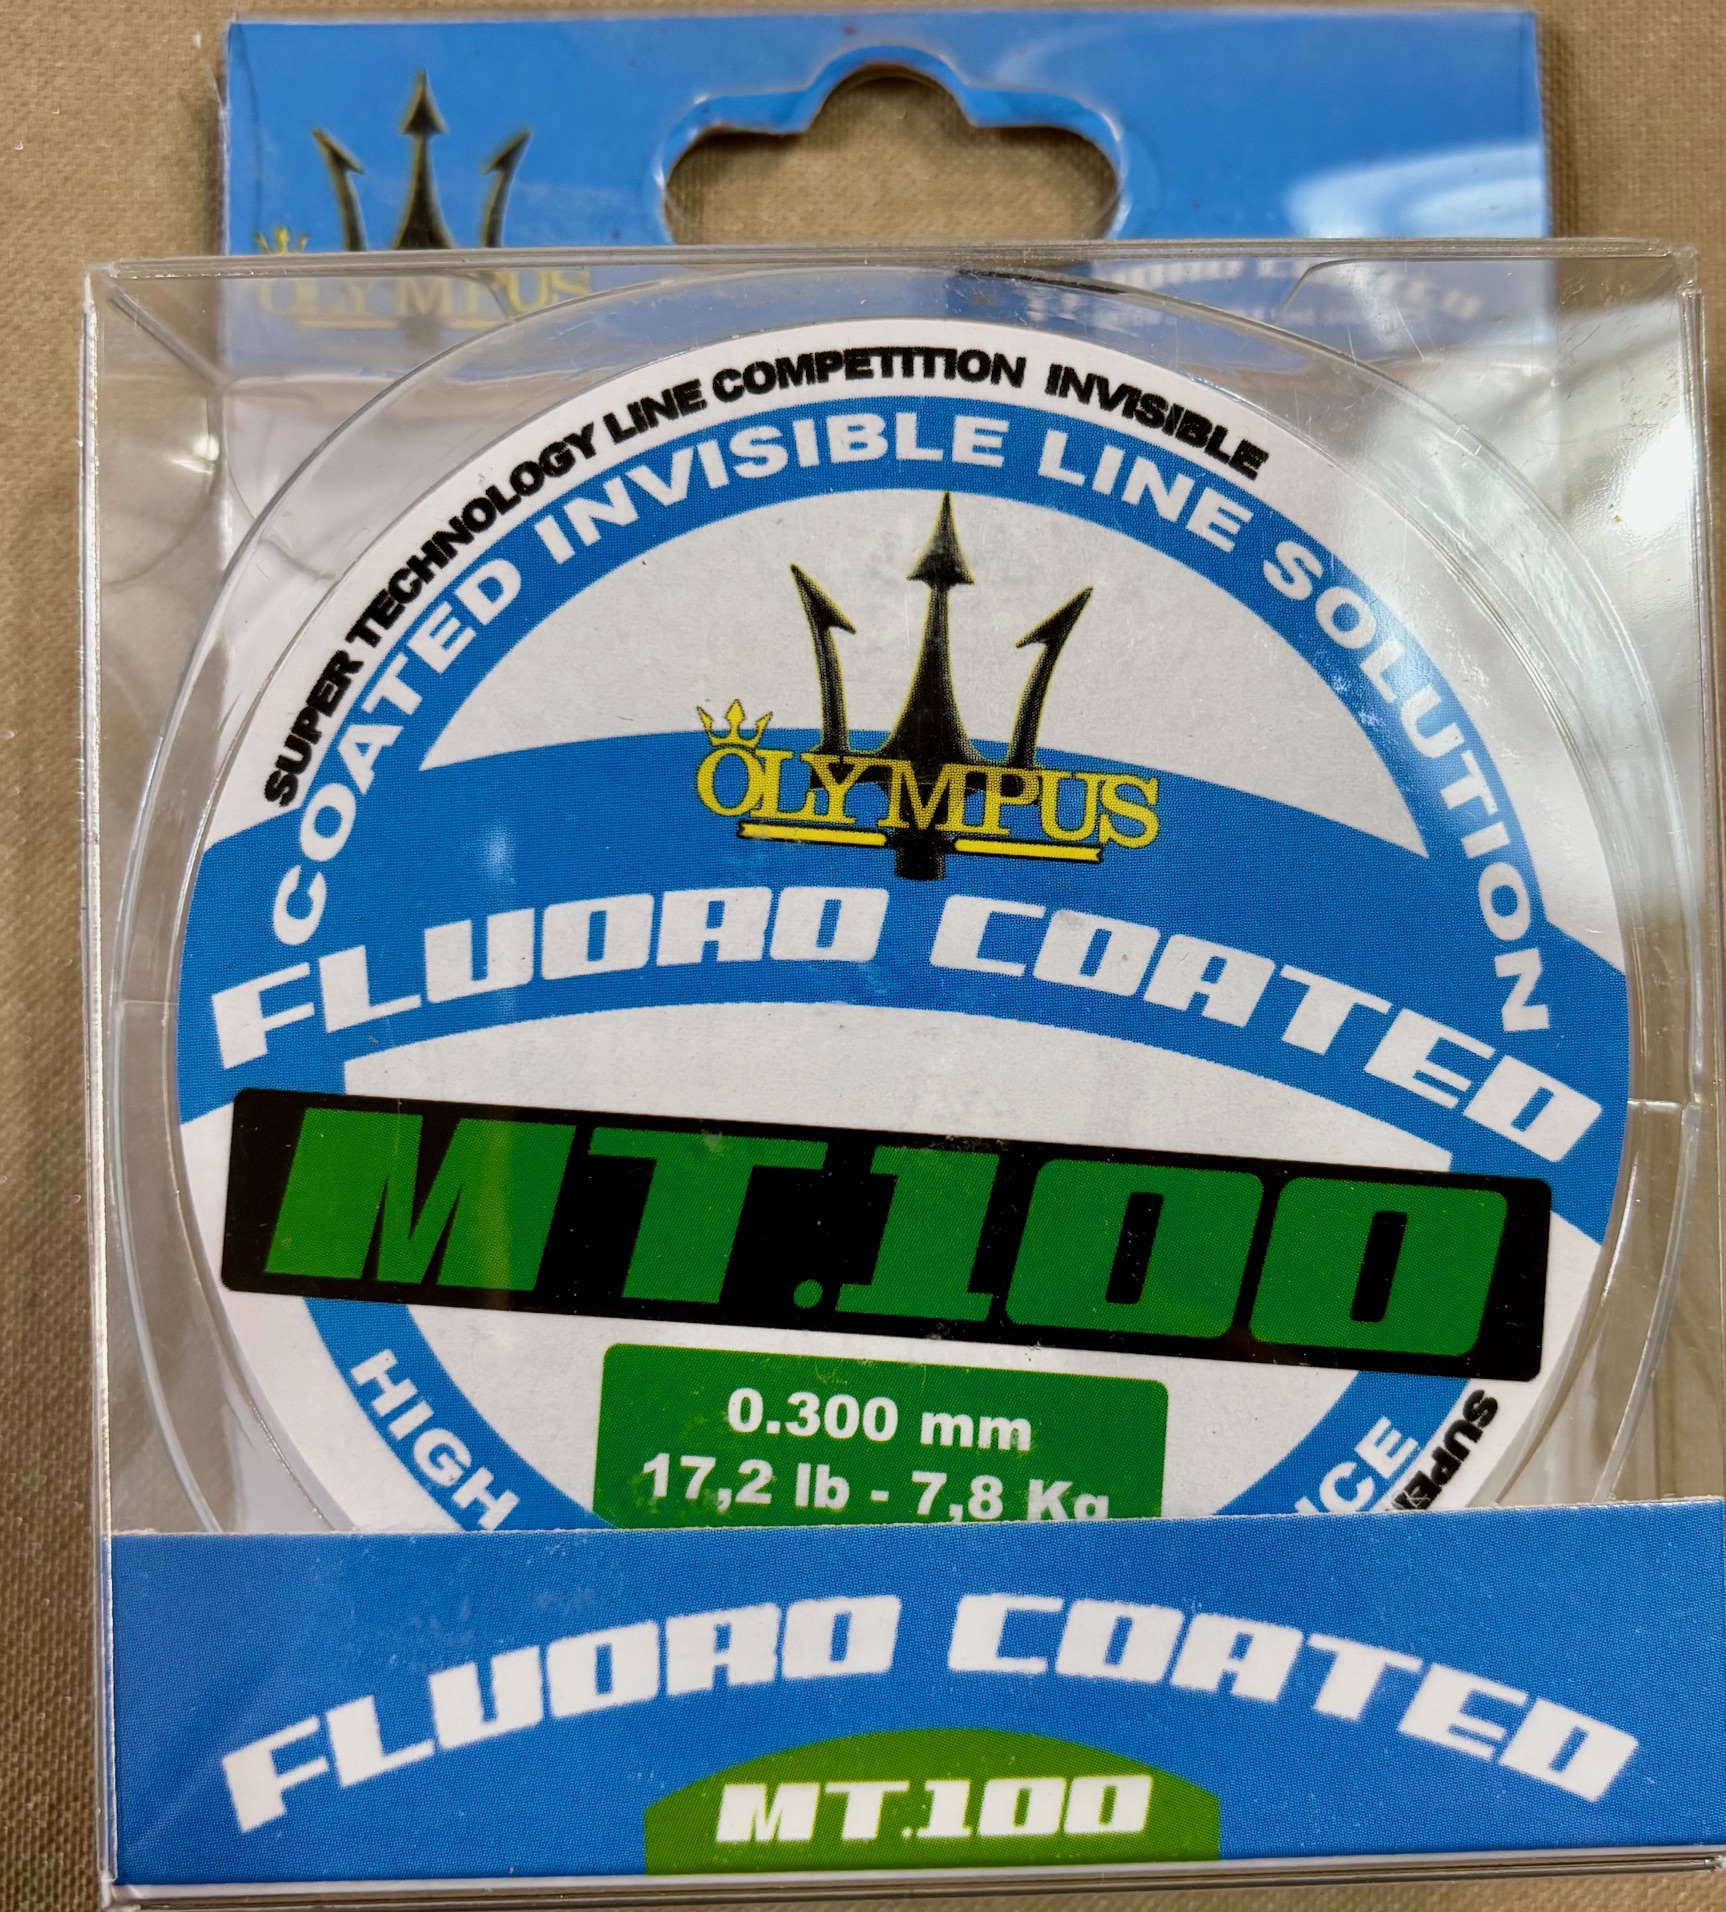 OLYMPUS
SUPER TECHNOLOGY LINE COMPETITION INVISIBLE
COATED INVISIBLE LINE SOLUTION
OLYMPUS
FLUORO COATED
MT.100
0.300 mm
17,2 lb - 7,8 Kg
HIGH
FLUORO COATED
MT.100